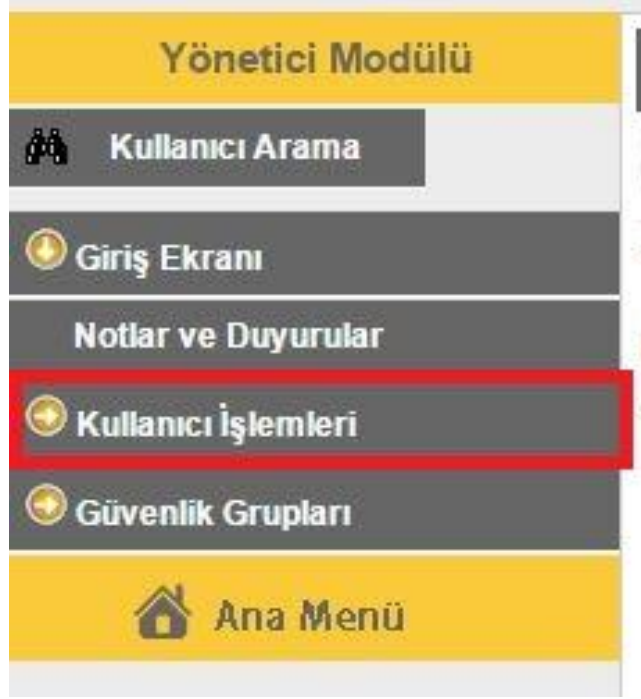 Yönetici Modülü
Kullanıcı Arama
Giriş Ekranı
Notlar ve Duyurular
Kullanıcı İşlemleri
Güvenlik Grupları
Ana Menü